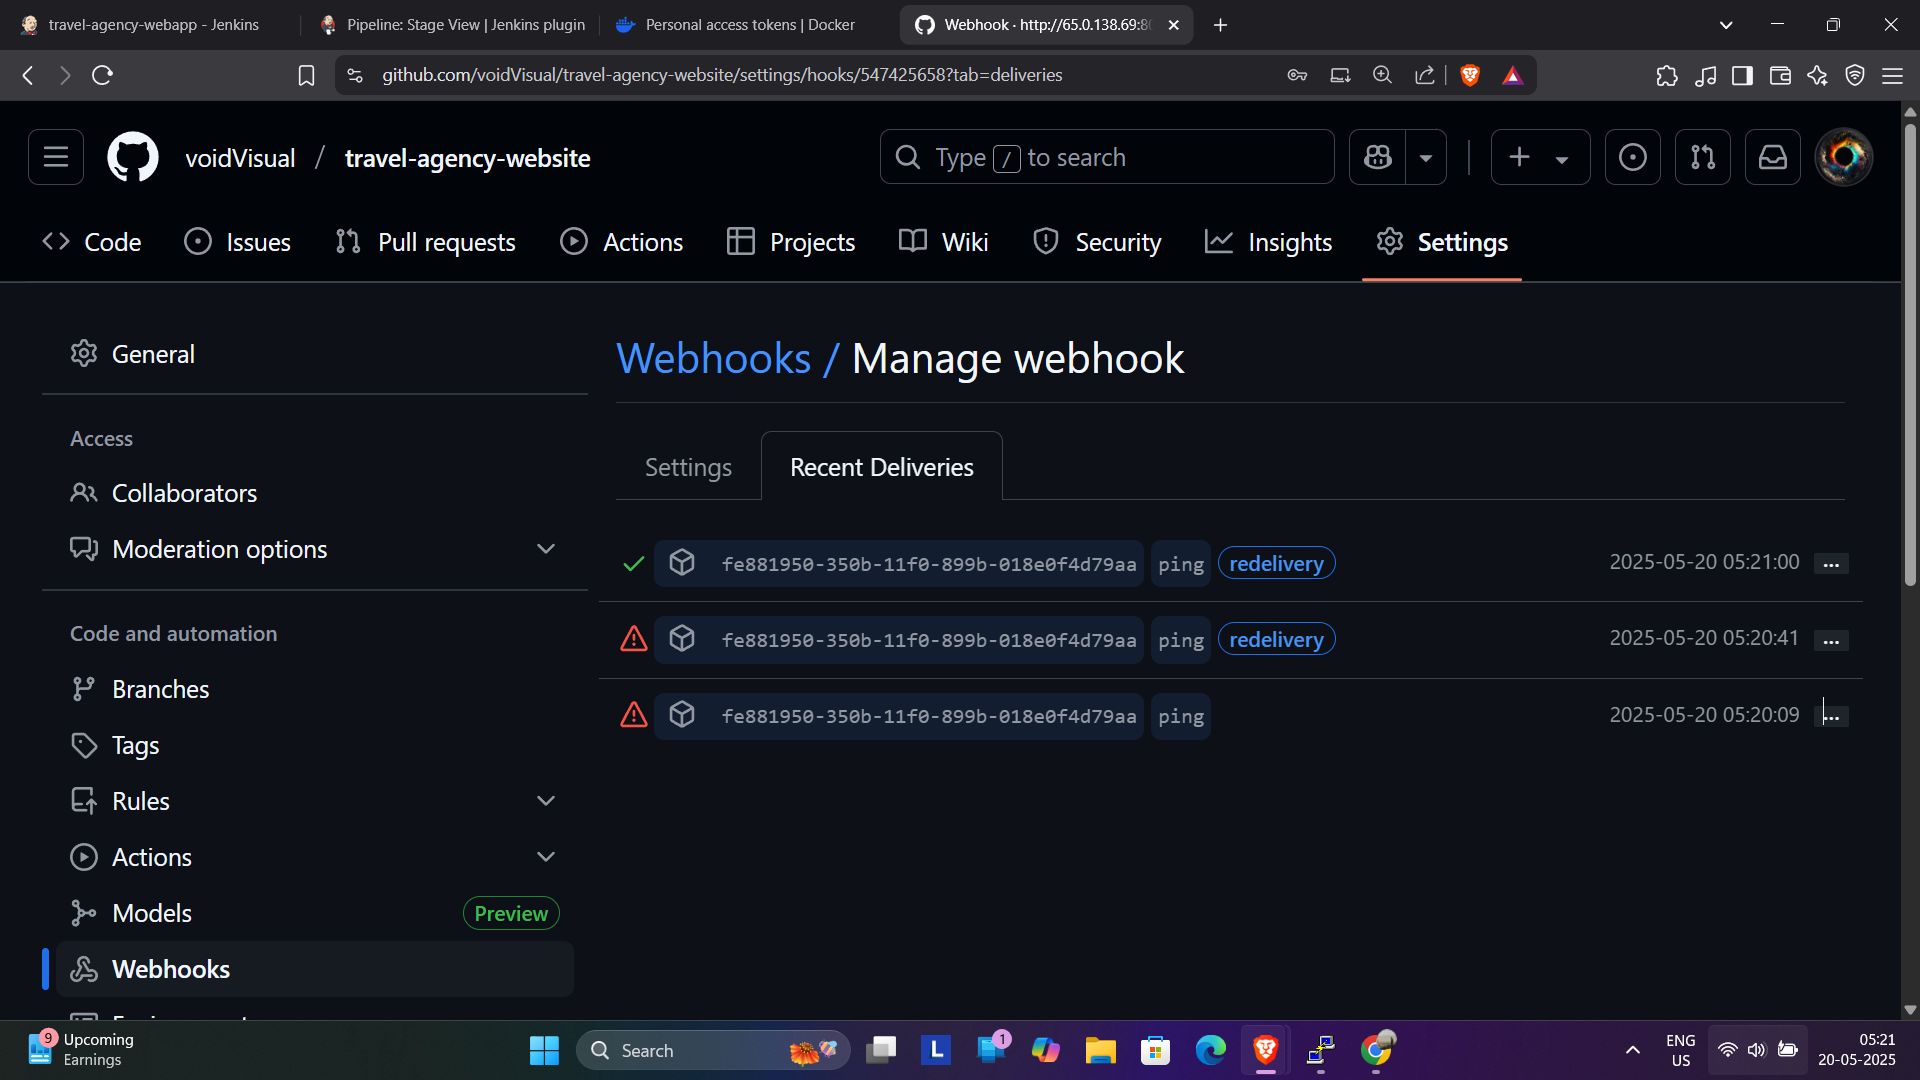 travel-agency-webapp - Jenkins
Pipeline: Stage View | Jenkins plugin
Personal access tokens | Docker
Webhook · http://65.0.138.69:80
github.com/voidVisual/travel-agency-website/settings/hooks/547425658?tab=deliveries
voidVisual / travel-agency-website
Type / to search
Code
Issues
Pull requests
Actions
Projects
Wiki
Security
Insights
Settings
General
Access
Collaborators
Moderation options
Code and automation
Branches
Tags
Rules
Actions
Models
Preview
Webhooks
Webhooks / Manage webhook
Settings
Recent Deliveries
fe881950-350b-11f0-899b-018e0f4d79aa ping redelivery 2025-05-20 05:21:00 ...
fe881950-350b-11f0-899b-018e0f4d79aa ping redelivery 2025-05-20 05:20:41 ...
fe881950-350b-11f0-899b-018e0f4d79aa ping 2025-05-20 05:20:09 ...
9
Upcoming
Earnings
Search
L
1
ENG
US
05:21
20-05-2025